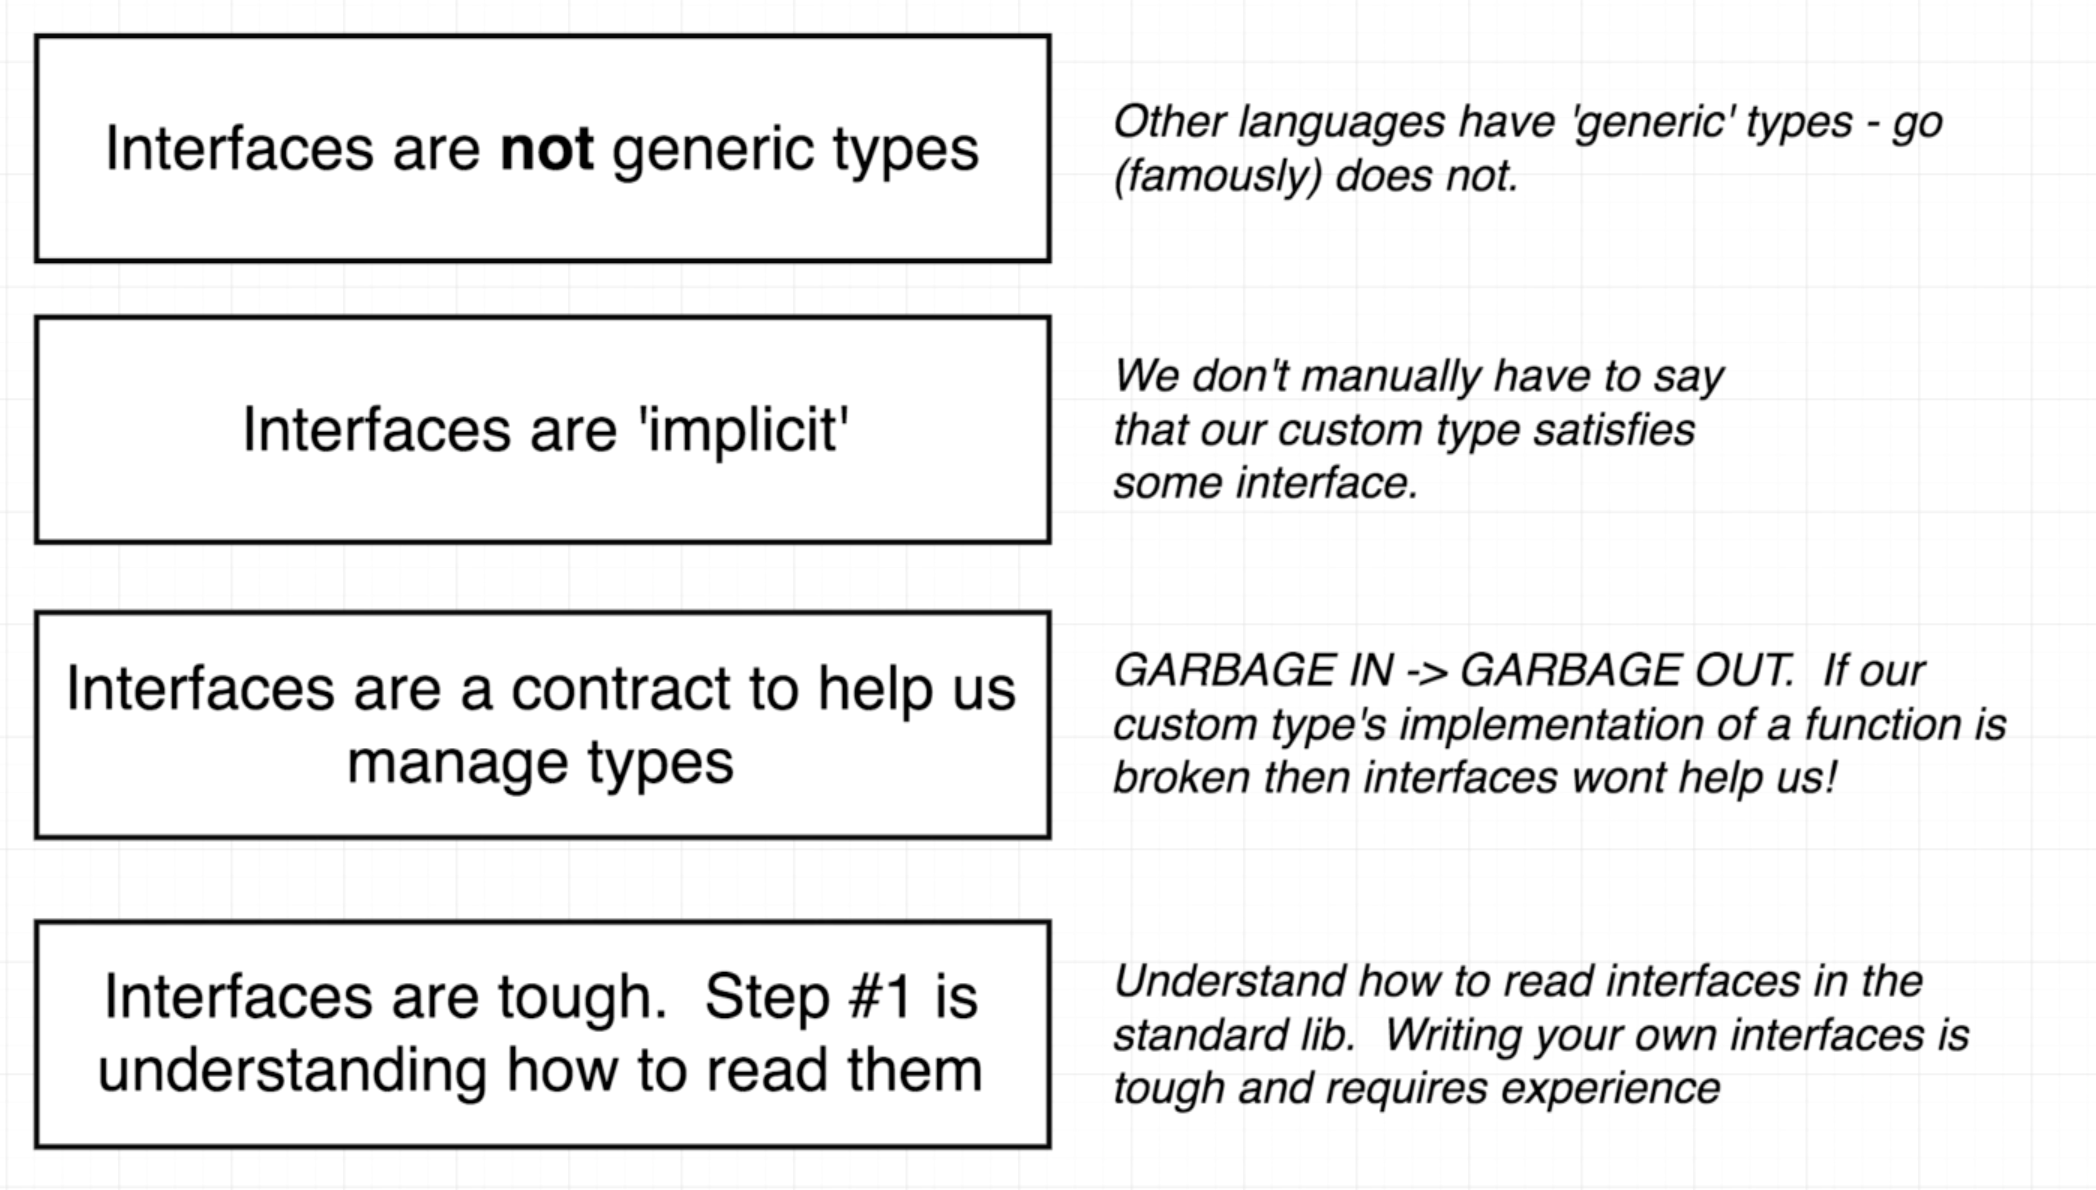 Interfaces are not generic types
Other languages have 'generic' types - go
(famously) does not.
Interfaces are 'implicit'
We don't manually have to say
that our custom type satisfies
some interface.
Interfaces are a contract to help us
manage types
GARBAGE IN -> GARBAGE OUT.  If our
custom type's implementation of a function is
broken then interfaces wont help us!
Interfaces are tough.  Step #1 is
understanding how to read them
Understand how to read interfaces in the
standard lib.  Writing your own interfaces is
tough and requires experience